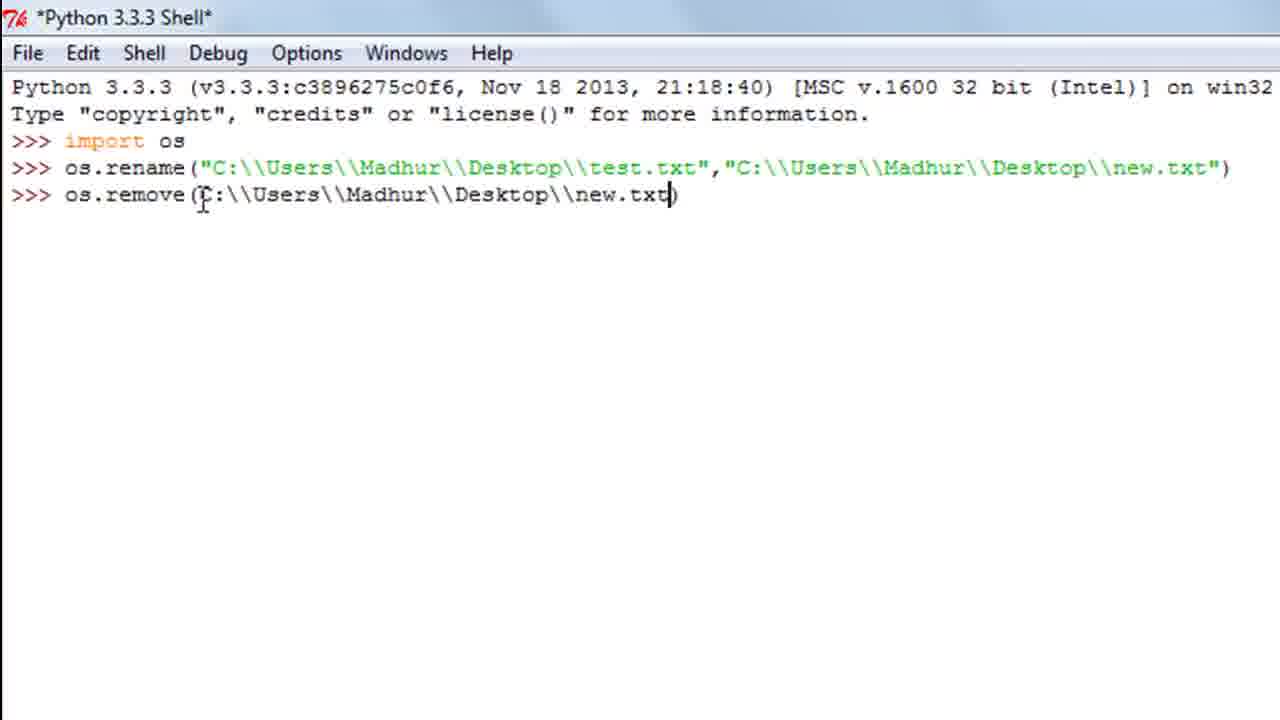 *Python 3.3.3 Shell*
File Edit Shell Debug Options Windows Help
Python 3.3.3 (v3.3.3:c3896275c0f6, Nov 18 2013, 21:18:40) [MSC v.1600 32 bit (Intel)] on win32
Type "copyright", "credits" or "license()" for more information.
>>> import os
>>> os.rename("C:\\Users\\Madhur\\Desktop\\test.txt","C:\\Users\\Madhur\\Desktop\\new.txt")
>>> os.remove(C:\\Users\\Madhur\\Desktop\\new.txt)